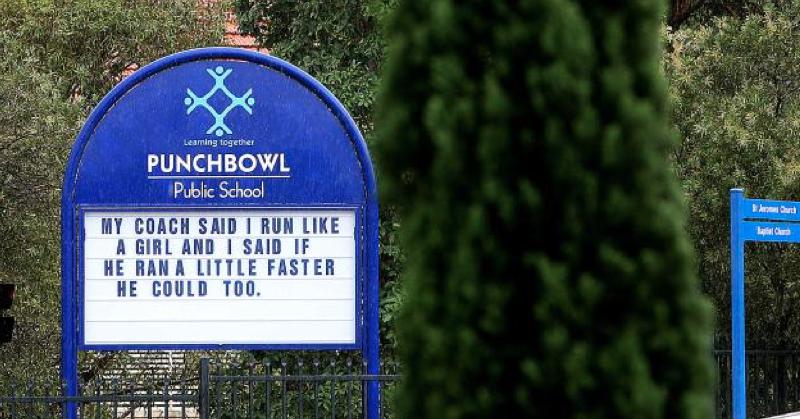 Learning together
PUNCHBOWL
Public School
MY COACH SAID I RUN LIKE
A GIRL AND I SAID IF
HE RAN A LITTLE FASTER
HE COULD TOO.
St Jeromes Church
Baptist Church